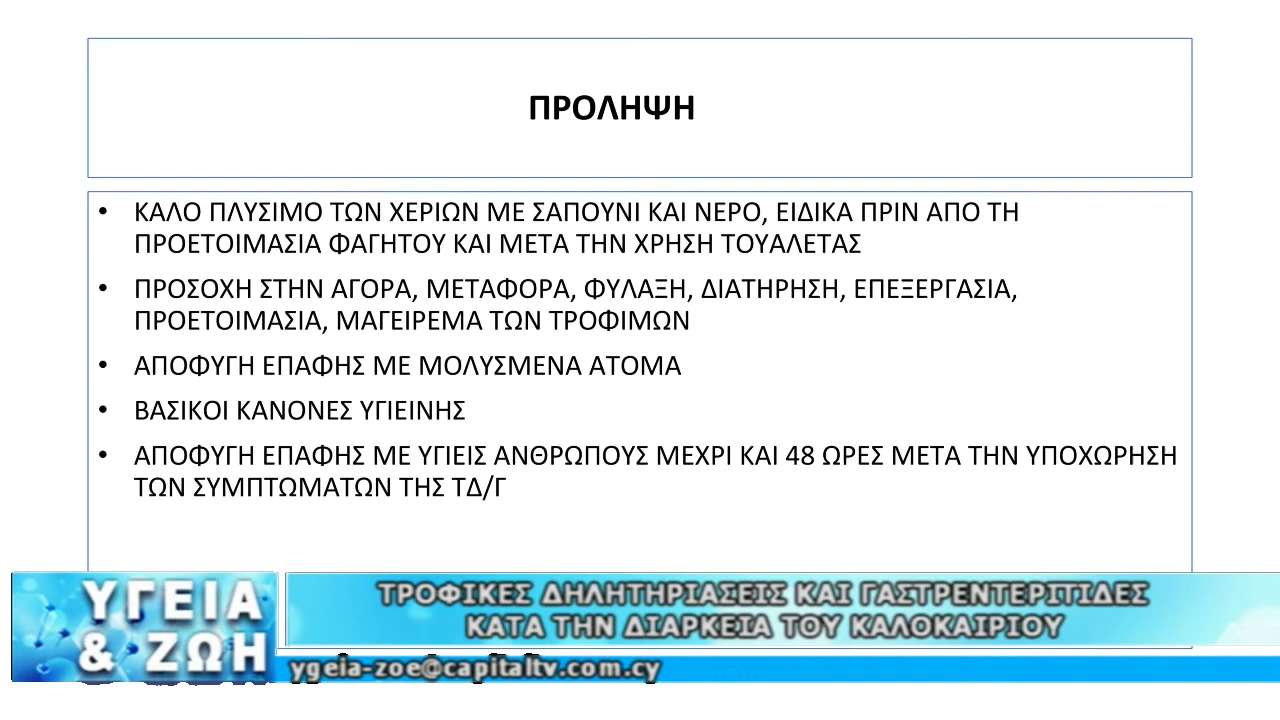 ΠΡΟΛΗΨΗ
• ΚΑΛΟ ΠΛΥΣΙΜΟ ΤΩΝ ΧΕΡΙΩΝ ΜΕ ΣΑΠΟΥΝΙ ΚΑΙ ΝΕΡΟ, ΕΙΔΙΚΑ ΠΡΙΝ ΑΠΟ ΤΗ
ΠΡΟΕΤΟΙΜΑΣΙΑ ΦΑΓΗΤΟΥ ΚΑΙ ΜΕΤΑ ΤΗΝ ΧΡΗΣΗ ΤΟΥΑΛΕΤΑΣ
• ΠΡΟΣΟΧΗ ΣΤΗΝ ΑΓΟΡΑ, ΜΕΤΑΦΟΡΑ, ΦΥΛΑΞΗ, ΔΙΑΤΗΡΗΣΗ, ΕΠΕΞΕΡΓΑΣΙΑ,
ΠΡΟΕΤΟΙΜΑΣΙΑ, ΜΑΓΕΙΡΕΜΑ ΤΩΝ ΤΡΟΦΙΜΩΝ
• ΑΠΟΦΥΓΗ ΕΠΑΦΗΣ ΜΕ ΜΟΛΥΣΜΕΝΑ ΑΤΟΜΑ
• ΒΑΣΙΚΟΙ ΚΑΝΟΝΕΣ ΥΓΙΕΙΝΗΣ
• ΑΠΟΦΥΓΗ ΕΠΑΦΗΣ ΜΕ ΥΓΙΕΙΣ ΑΝΘΡΩΠΟΥΣ ΜΕΧΡΙ ΚΑΙ 48 ΩΡΕΣ ΜΕΤΑ ΤΗΝ ΥΠΟΧΩΡΗΣΗ
ΤΩΝ ΣΥΜΠΤΩΜΑΤΩΝ ΤΗΣ ΤΔ/Γ
ΥΓΕΙΑ
& ΖΩΗ
ΤΡΟΦΙΚΕΣ ΔΗΛΗΤΗΡΙΑΣΕΙΣ ΚΑΙ ΓΑΣΤΡΕΝΤΕΡΙΤΙΔΕΣ
ΚΑΤΑ ΤΗΝ ΔΙΑΡΚΕΙΑ ΤΟΥ ΚΑΛΟΚΑΙΡΙΟΥ
ygeia-zoe@capitaltv.com.cy